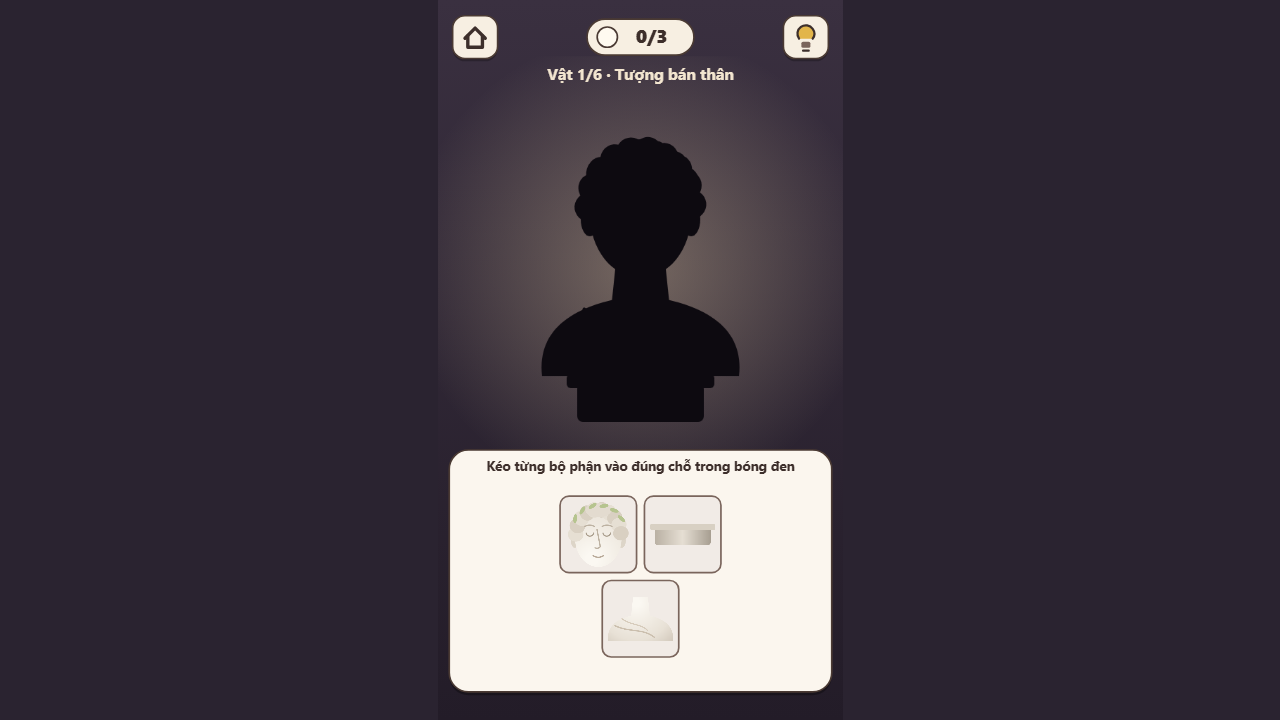 0/3
Vật 1/6 · Tượng bán thân
Kéo từng bộ phận vào đúng chỗ trong bóng đen